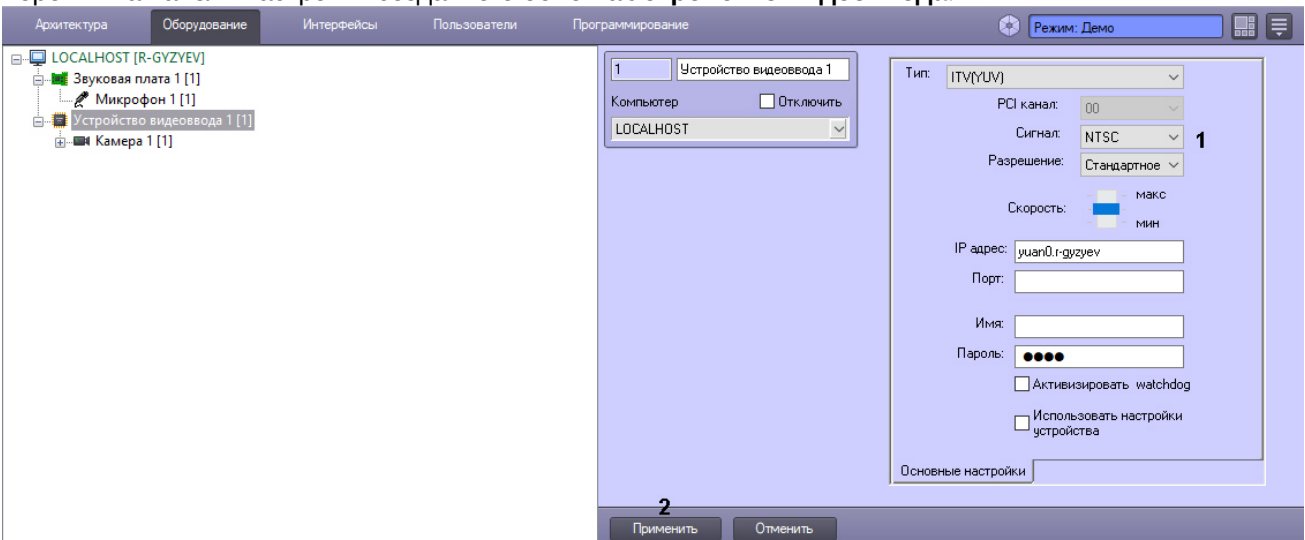 Архитектура Оборудование Интерфейсы Пользователи Программирование Режим: Демо
LOCALHOST [R-GYZYEV]
Звуковая плата 1 [1]
Микрофон 1 [1]
Устройство видеоввода 1 [1]
Камера 1 [1]
1 Устройство видеоввода 1
Компьютер Отключить
LOCALHOST
Тип: ITV(YUV)
PCI канал: 00
Сигнал: NTSC 1
Разрешение: Стандартное
Скорость: макс
мин
IP адрес: yuan0.r-gyzyev
Порт:
Имя:
Пароль: ●●●●
Активизировать watchdog
Использовать настройки
устройства
Основные настройки
2
Применить Отменить